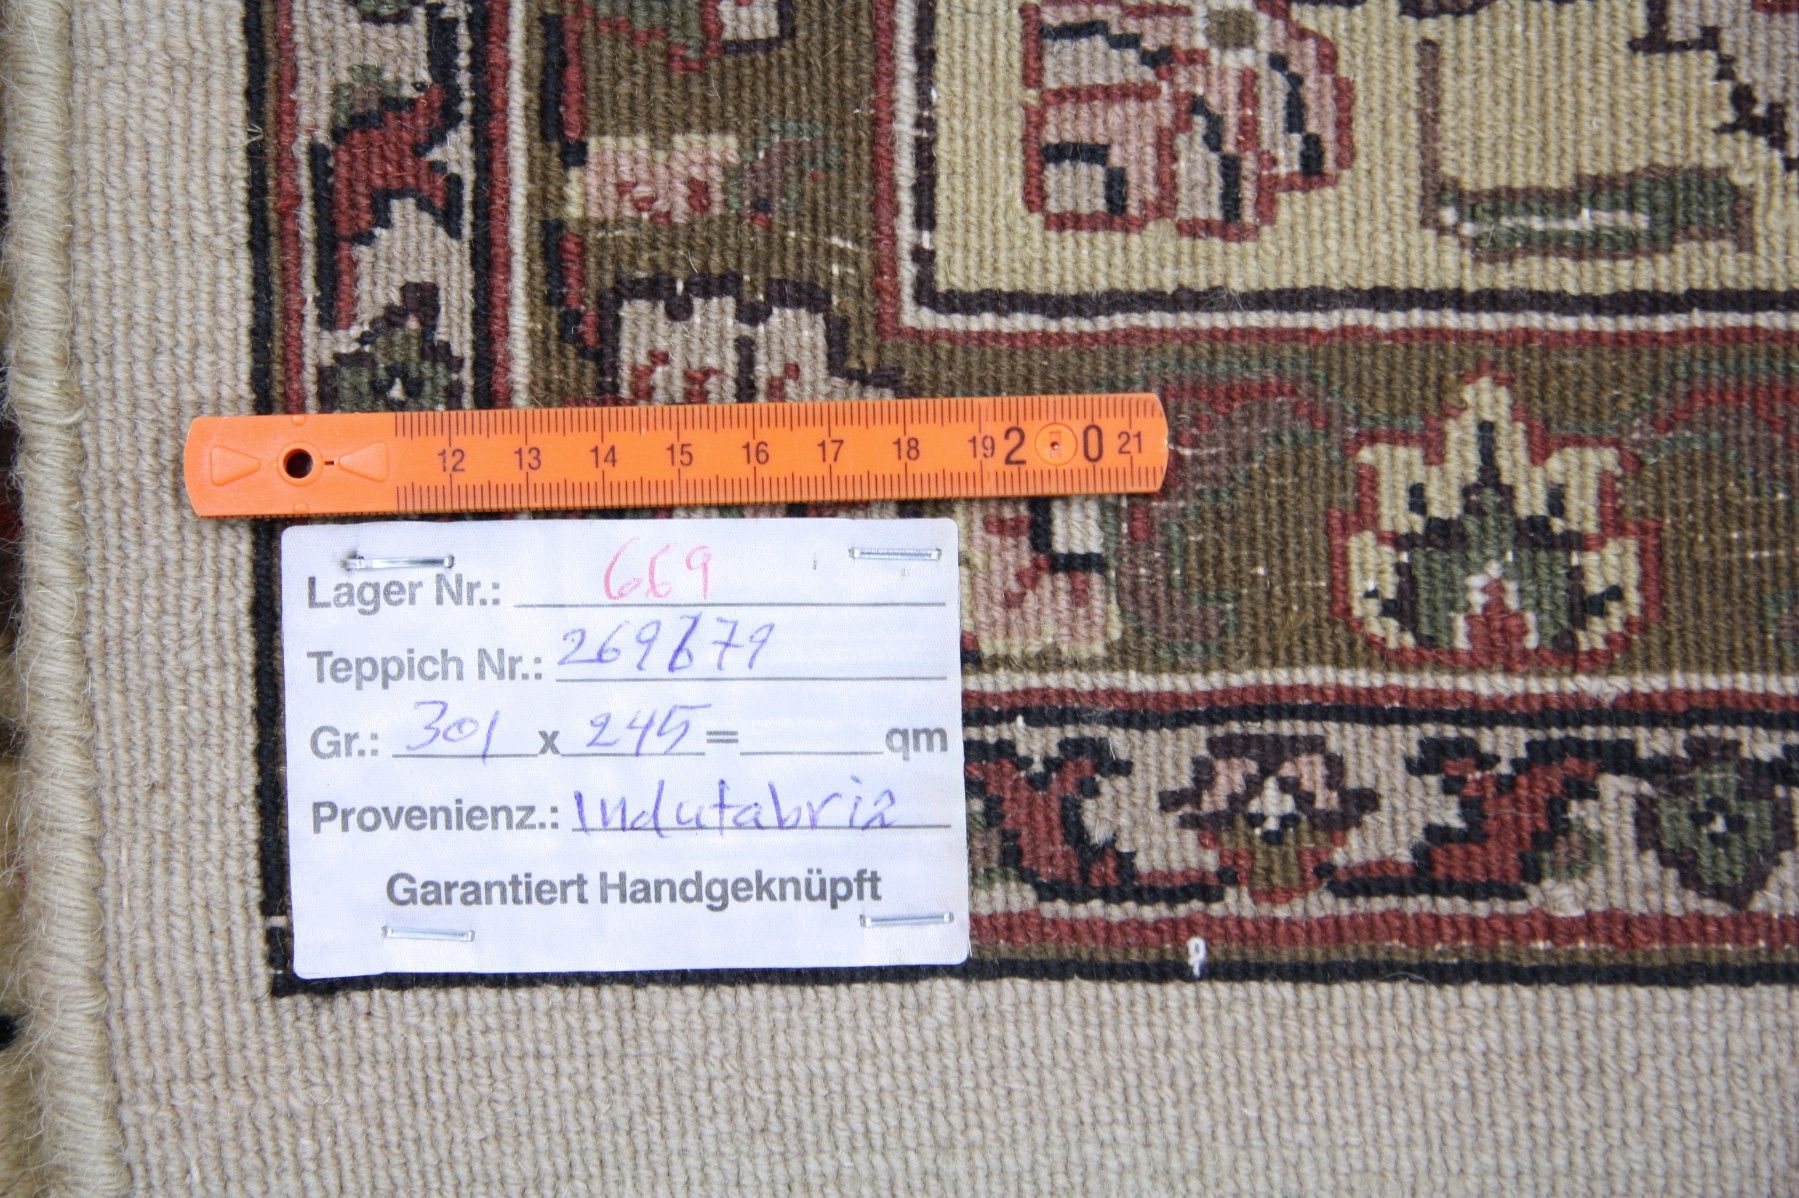 12 13 14 15 16 17 18 19 20 21
Lager Nr.: 669
Teppich Nr.: 269679
Gr.: 301 x 245 = qm
Provenienz.: Indutabriz
Garantiert Handgeknüpft